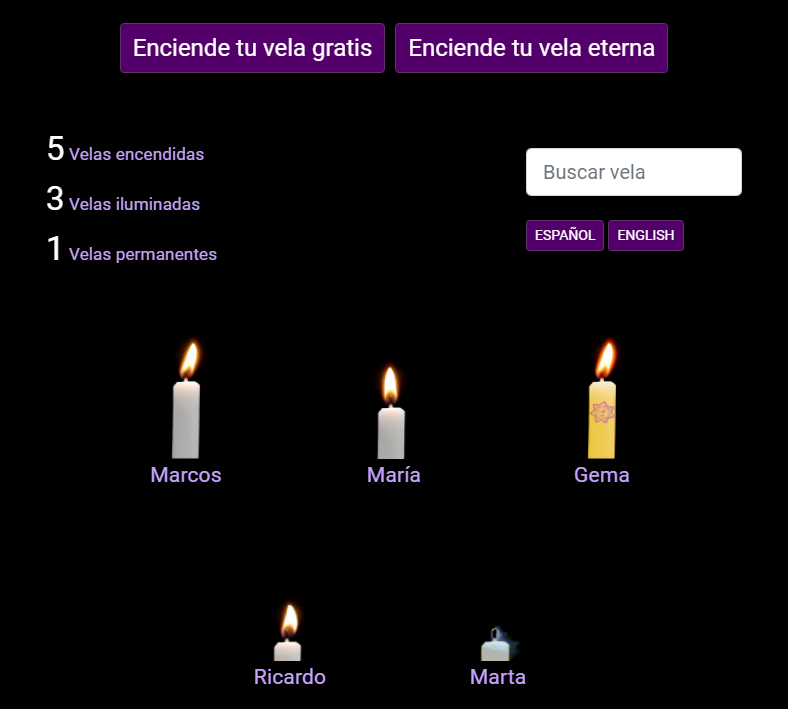 Enciende tu vela gratis
Enciende tu vela eterna
5 Velas encendidas
3 Velas iluminadas
1 Velas permanentes
Buscar vela
ESPAÑOL ENGLISH
Marcos María Gema
Ricardo Marta